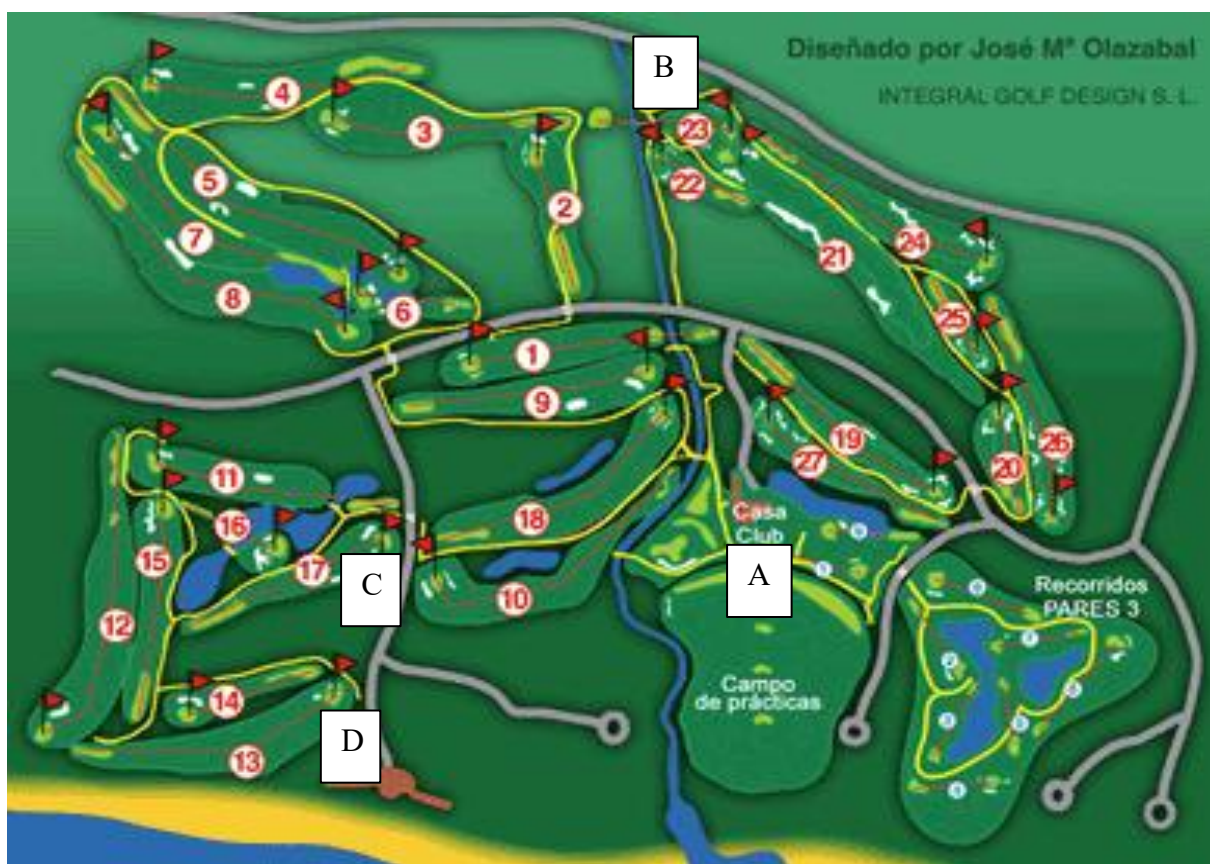 B
Diseñado por José Mª Olazabal
INTEGRAL GOLF DESIGN S. L.
4
3
23
5
2
22
7
24
21
8
6
25
1
9
19
26
20
27
11
18
Casa
Club
16
15
17
C
A
10
Recorridos
PARES 3
12
14
Campo
de prácticas
D
13